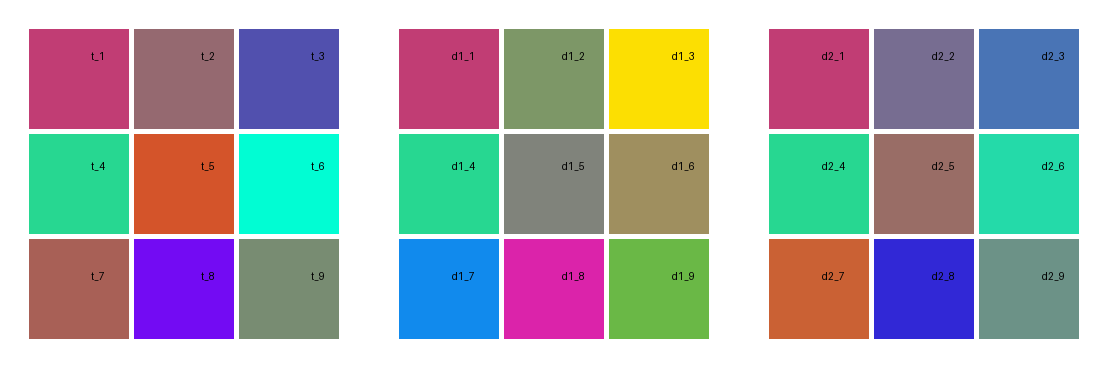 t_1 t_2 t_3 d1_1 d1_2 d1_3 d2_1 d2_2 d2_3
t_4 t_5 t_6 d1_4 d1_5 d1_6 d2_4 d2_5 d2_6
t_7 t_8 t_9 d1_7 d1_8 d1_9 d2_7 d2_8 d2_9